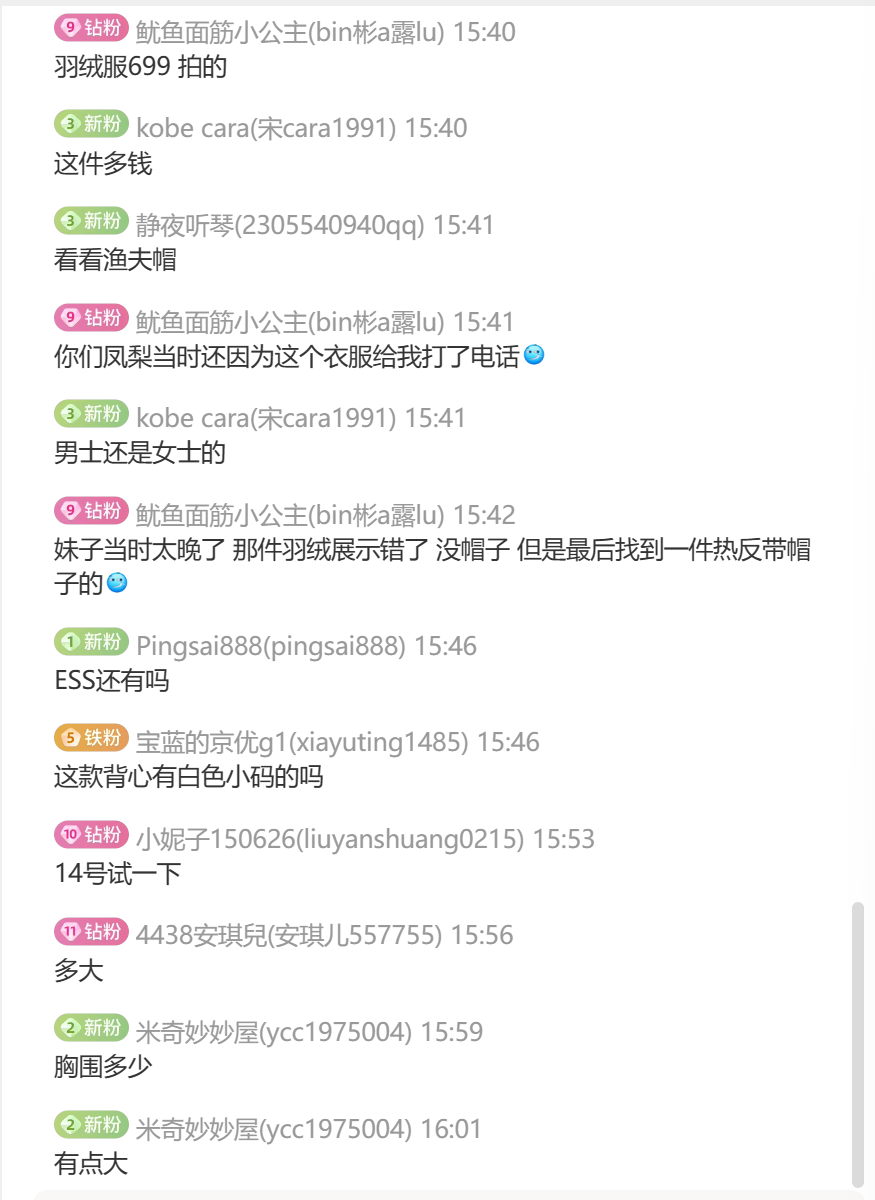 9 钻粉 鱿鱼面筋小公主(bin彬a露lu) 15:40
羽绒服699 拍的
3 新粉 kobe cara(宋cara1991) 15:40
这件多钱
3 新粉 静夜听琴(2305540940qq) 15:41
看看渔夫帽
9 钻粉 鱿鱼面筋小公主(bin彬a露lu) 15:41
你们凤梨当时还因为这个衣服给我打了电话
3 新粉 kobe cara(宋cara1991) 15:41
男士还是女士的
9 钻粉 鱿鱼面筋小公主(bin彬a露lu) 15:42
妹子当时太晚了 那件羽绒展示错了 没帽子 但是最后找到一件热反带帽
子的
1 新粉 Pingsai888(pingsai888) 15:46
ESS还有吗
5 铁粉 宝蓝的京优g1(xiayuting1485) 15:46
这款背心有白色小码的吗
10 钻粉 小妮子150626(liuyanshuang0215) 15:53
14号试一下
11 钻粉 4438安琪兒(安琪儿557755) 15:56
多大
2 新粉 米奇妙妙屋(ycc1975004) 15:59
胸围多少
2 新粉 米奇妙妙屋(ycc1975004) 16:01
有点大